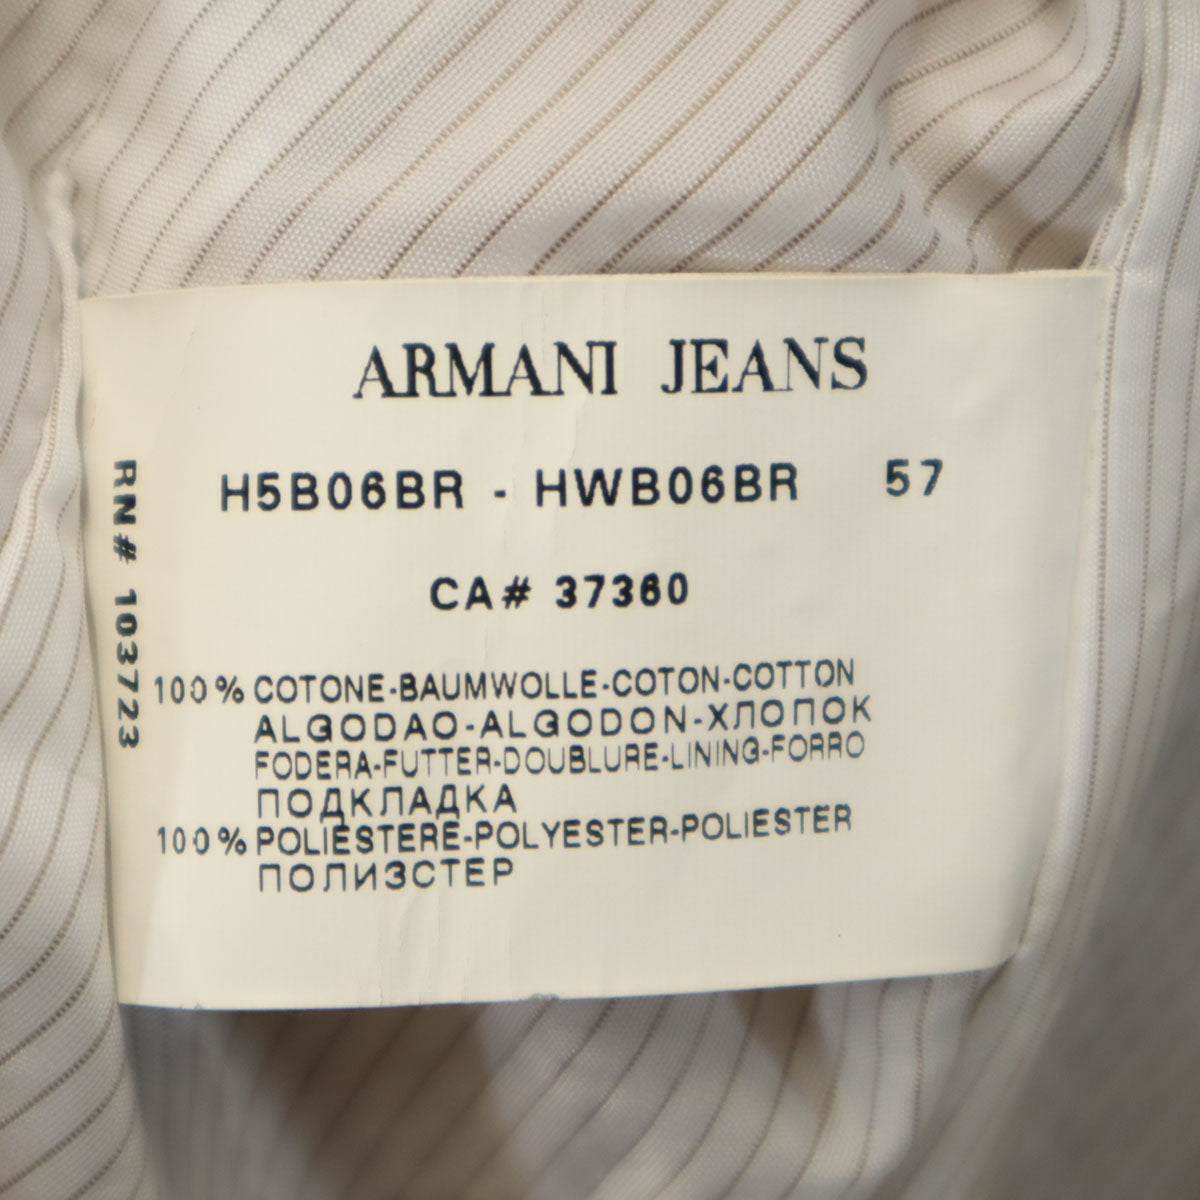 ARMANI JEANS
H5B06BR - HWB06BR 57
CA# 37360
RN# 103723
100% COTONE-BAUMWOLLE-COTON-COTTON
ALGODAO-ALGODON-ХЛОПОК
FODERA-FUTTER-DOUBLURE-LINING-FORRO
ПОДКЛАДКА
100% POLIESTERE-POLYESTER-POLIESTER
ПОЛИЗСТЕР